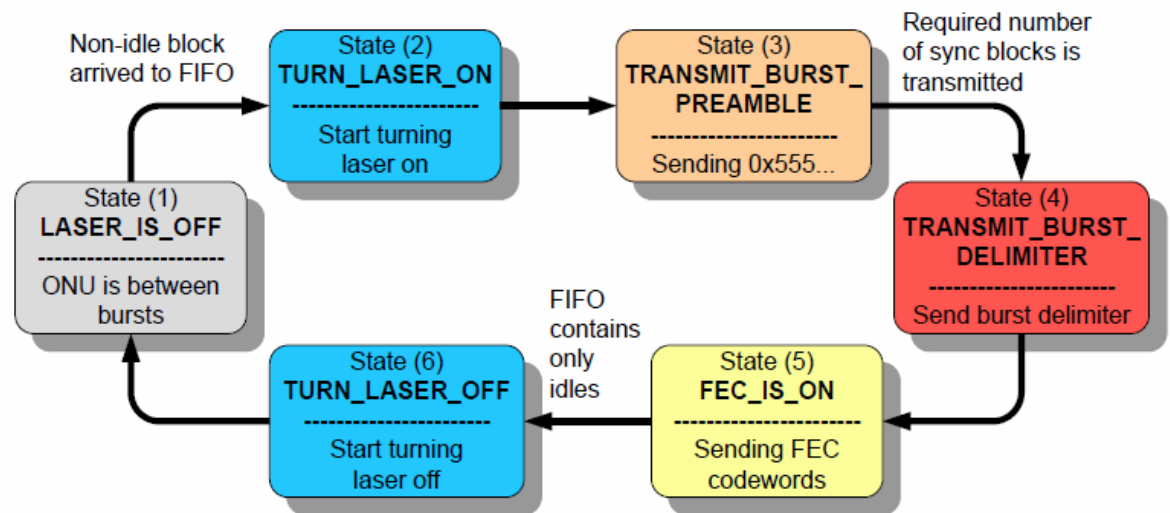 Non-idle block
arrived to FIFO
State (2)
TURN_LASER_ON
-----------------------
Start turning
laser on
State (3)
TRANSMIT_BURST_
PREAMBLE
-----------------------
Sending 0x555...
Required number
of sync blocks is
transmitted
State (1)
LASER_IS_OFF
-----------------------
ONU is between
bursts
State (4)
TRANSMIT_BURST_
DELIMITER
-----------------------
Send burst delimiter
FIFO
contains
only
idles
State (6)
TURN_LASER_OFF
-----------------------
Start turning
laser off
State (5)
FEC_IS_ON
-----------------------
Sending FEC
codewords